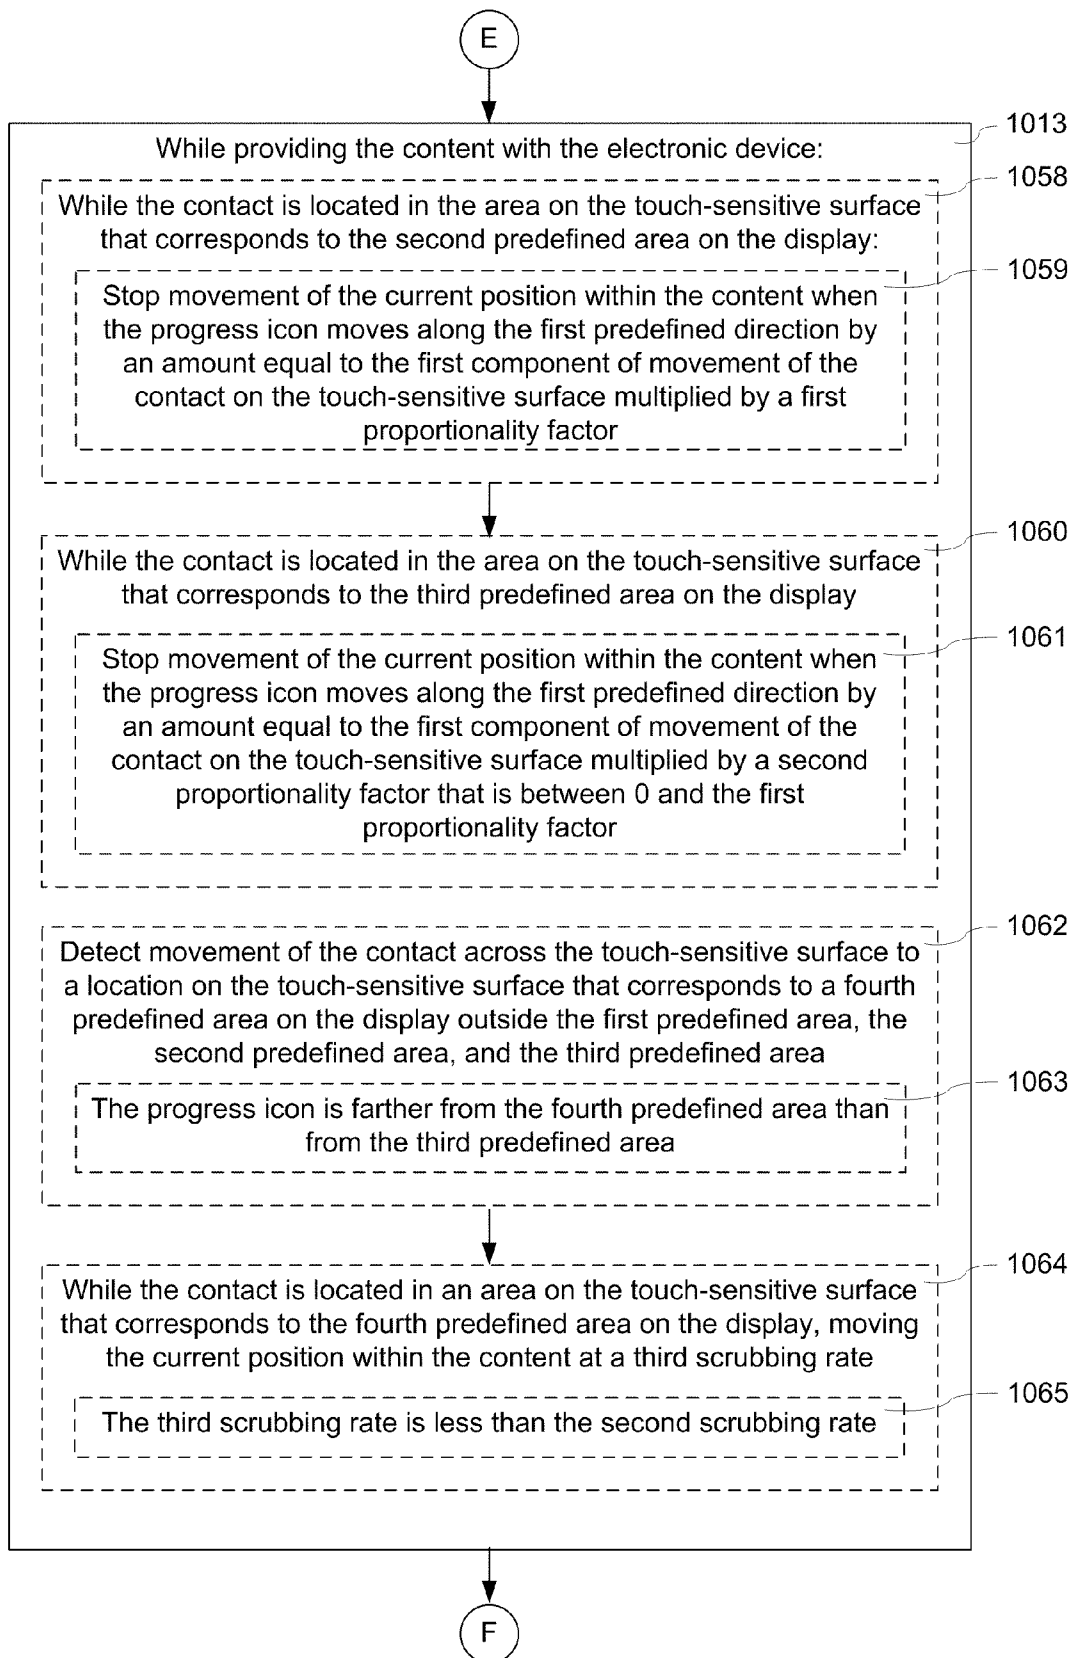 E
1013
While providing the content with the electronic device:
1058
While the contact is located in the area on the touch-sensitive surface
that corresponds to the second predefined area on the display:
1059
Stop movement of the current position within the content when
the progress icon moves along the first predefined direction by
an amount equal to the first component of movement of the
contact on the touch-sensitive surface multiplied by a first
proportionality factor
1060
While the contact is located in the area on the touch-sensitive surface
that corresponds to the third predefined area on the display
1061
Stop movement of the current position within the content when
the progress icon moves along the first predefined direction by
an amount equal to the first component of movement of the
contact on the touch-sensitive surface multiplied by a second
proportionality factor that is between 0 and the first
proportionality factor
1062
Detect movement of the contact across the touch-sensitive surface to
a location on the touch-sensitive surface that corresponds to a fourth
predefined area on the display outside the first predefined area, the
second predefined area, and the third predefined area
1063
The progress icon is farther from the fourth predefined area than
from the third predefined area
1064
While the contact is located in an area on the touch-sensitive surface
that corresponds to the fourth predefined area on the display, moving
the current position within the content at a third scrubbing rate
1065
The third scrubbing rate is less than the second scrubbing rate
F